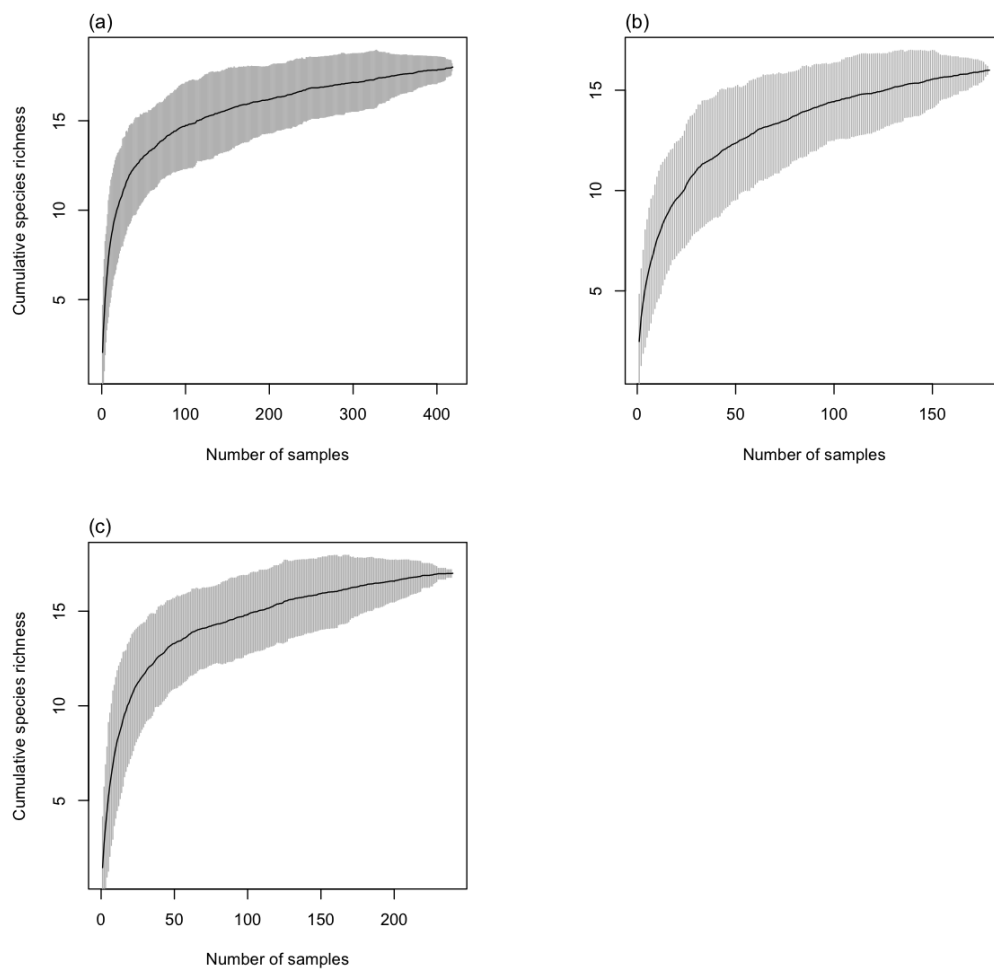 (a)
Cumulative species richness
15
10
5
0 100 200 300 400
Number of samples
(b)
15
10
5
0 50 100 150
Number of samples
(c)
Cumulative species richness
15
10
5
0 50 100 150 200
Number of samples